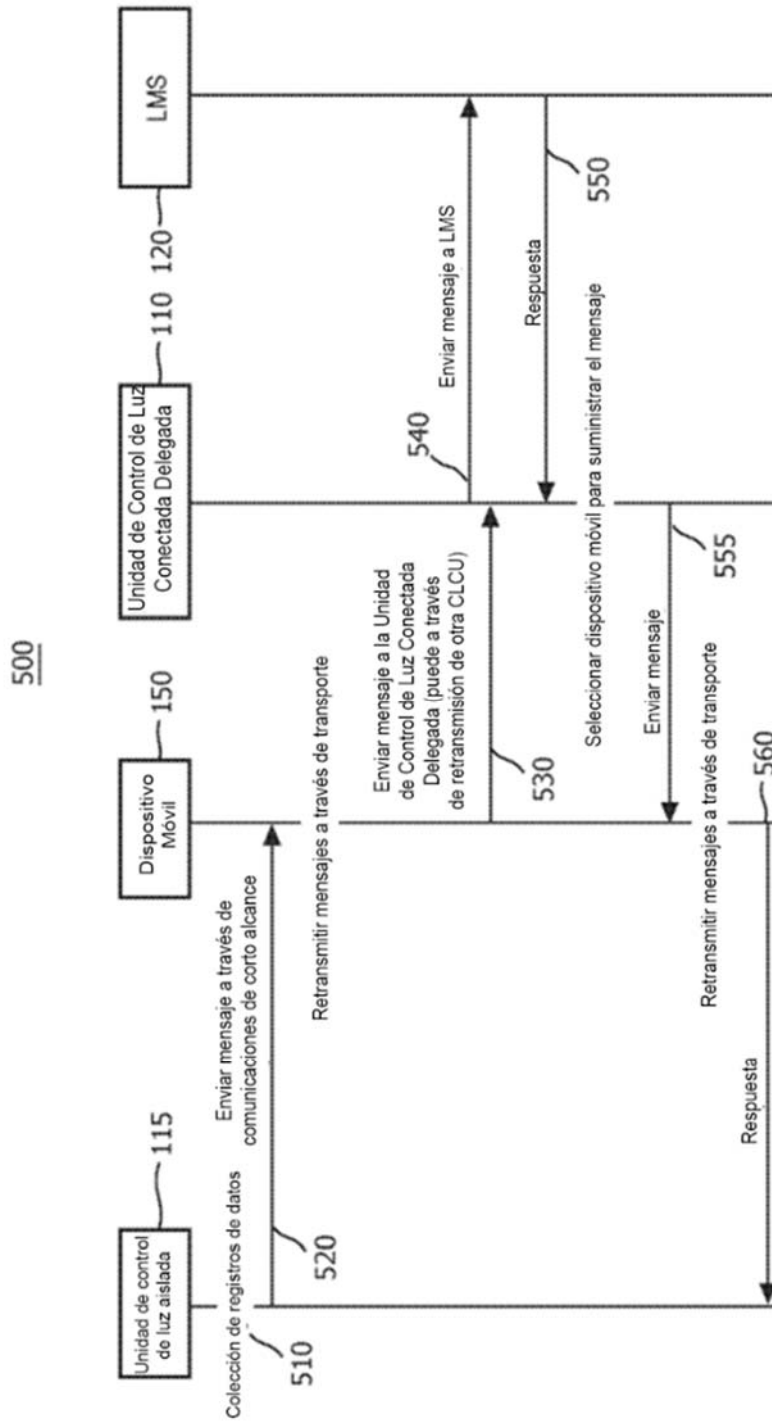 500
Unidad de control
de luz aislada
115
Dispositivo
Móvil
150
Unidad de Control de Luz
Conectada Delegada
110
LMS
120
Colección de registros de datos
510
Enviar mensaje a través de
comunicaciones de corto alcance
520
Retransmitir mensajes a través de transporte
Enviar mensaje a la Unidad
de Control de Luz Conectada
Delegada (puede a través
de retransmisión de otra CLCU)
530
Enviar mensaje a LMS
540
Respuesta
550
Seleccionar dispositivo móvil para suministrar el mensaje
Enviar mensaje
555
Retransmitir mensajes a través de transporte
Respuesta
560